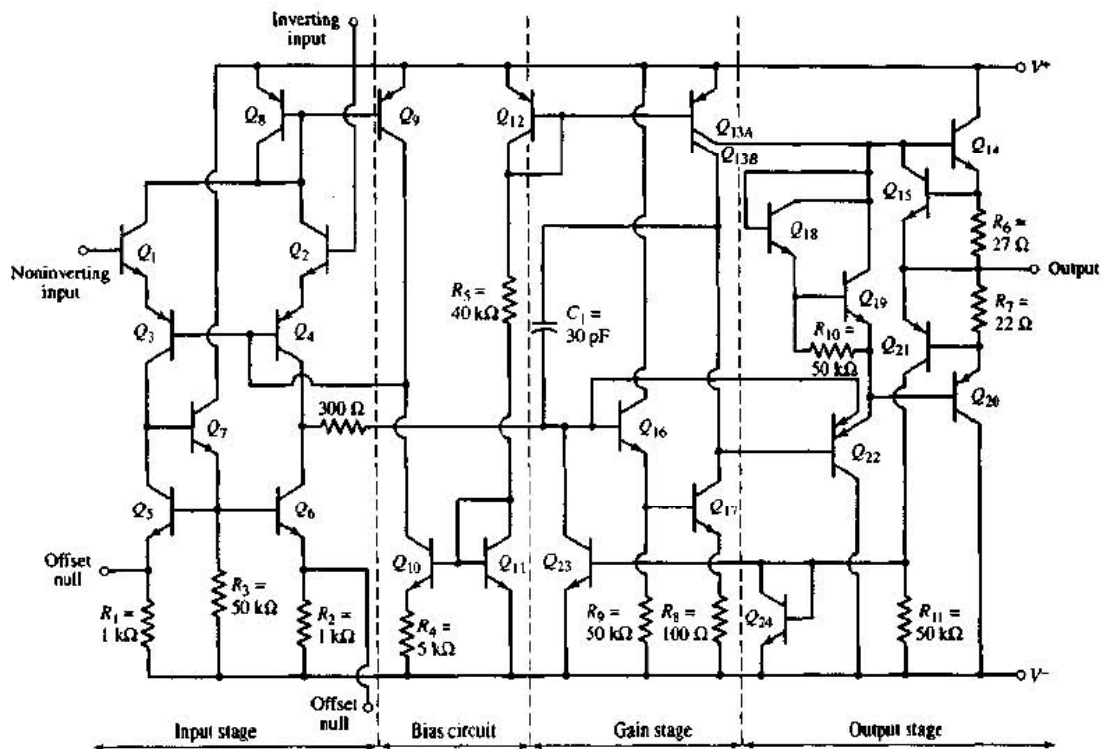 Inverting
input
V⁺
Q₈
Q₉
Q₁₂
Q₁₃A
Q₁₃B
Q₁₄
Q₁₅
Q₁
Q₂
Q₁₈
R₆ =
27 Ω
Noninverting
input
Output
R₅ =
40 kΩ
C₁ =
30 pF
Q₁₉
R₇ =
22 Ω
Q₃
Q₄
R₁₀ =
50 kΩ
Q₂₁
300 Ω
Q₇
Q₁₆
Q₂₀
Q₂₂
Q₅
Q₆
Q₁₇
Offset
null
Q₁₀
Q₁₁
Q₂₃
R₁ =
1 kΩ
R₃ =
50 kΩ
R₂ =
1 kΩ
R₄ =
5 kΩ
R₉ =
50 kΩ
R₈ =
100 Ω
Q₂₄
R₁₁ =
50 kΩ
V⁻
Offset
null
Input stage
Bias circuit
Gain stage
Output stage